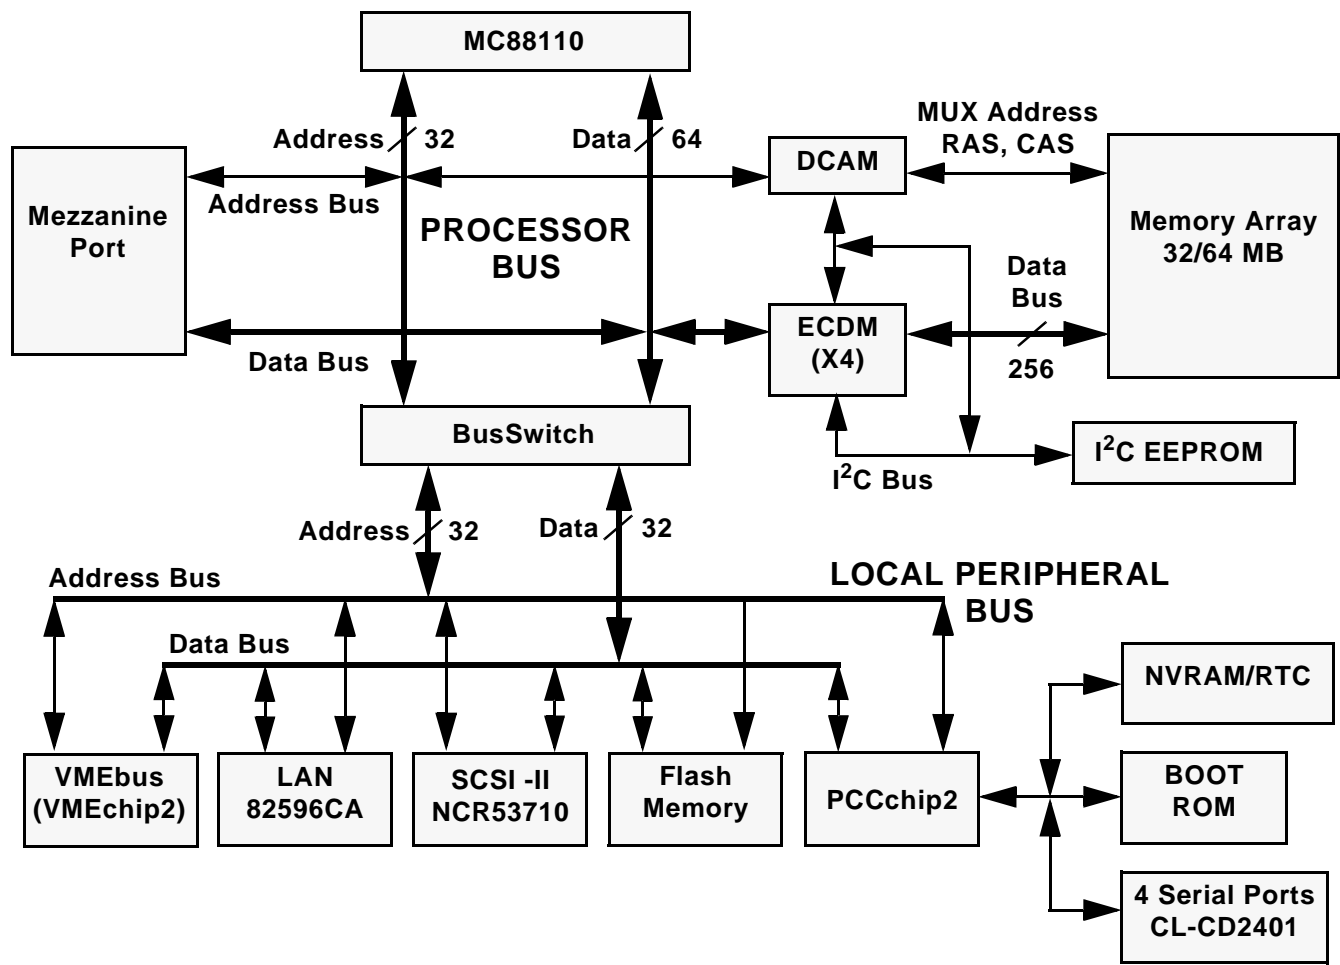 MC88110
Address 32
Data 64
MUX Address
RAS, CAS
DCAM
Address Bus
Mezzanine
Port
PROCESSOR
BUS
Memory Array
32/64 MB
Data
Bus
ECDM
(X4)
Data Bus
256
BusSwitch
I²C EEPROM
I²C Bus
Address 32
Data 32
Address Bus
LOCAL PERIPHERAL
BUS
Data Bus
NVRAM/RTC
VMEbus
(VMEchip2)
LAN
82596CA
SCSI -II
NCR53710
Flash
Memory
PCCchip2
BOOT
ROM
4 Serial Ports
CL-CD2401